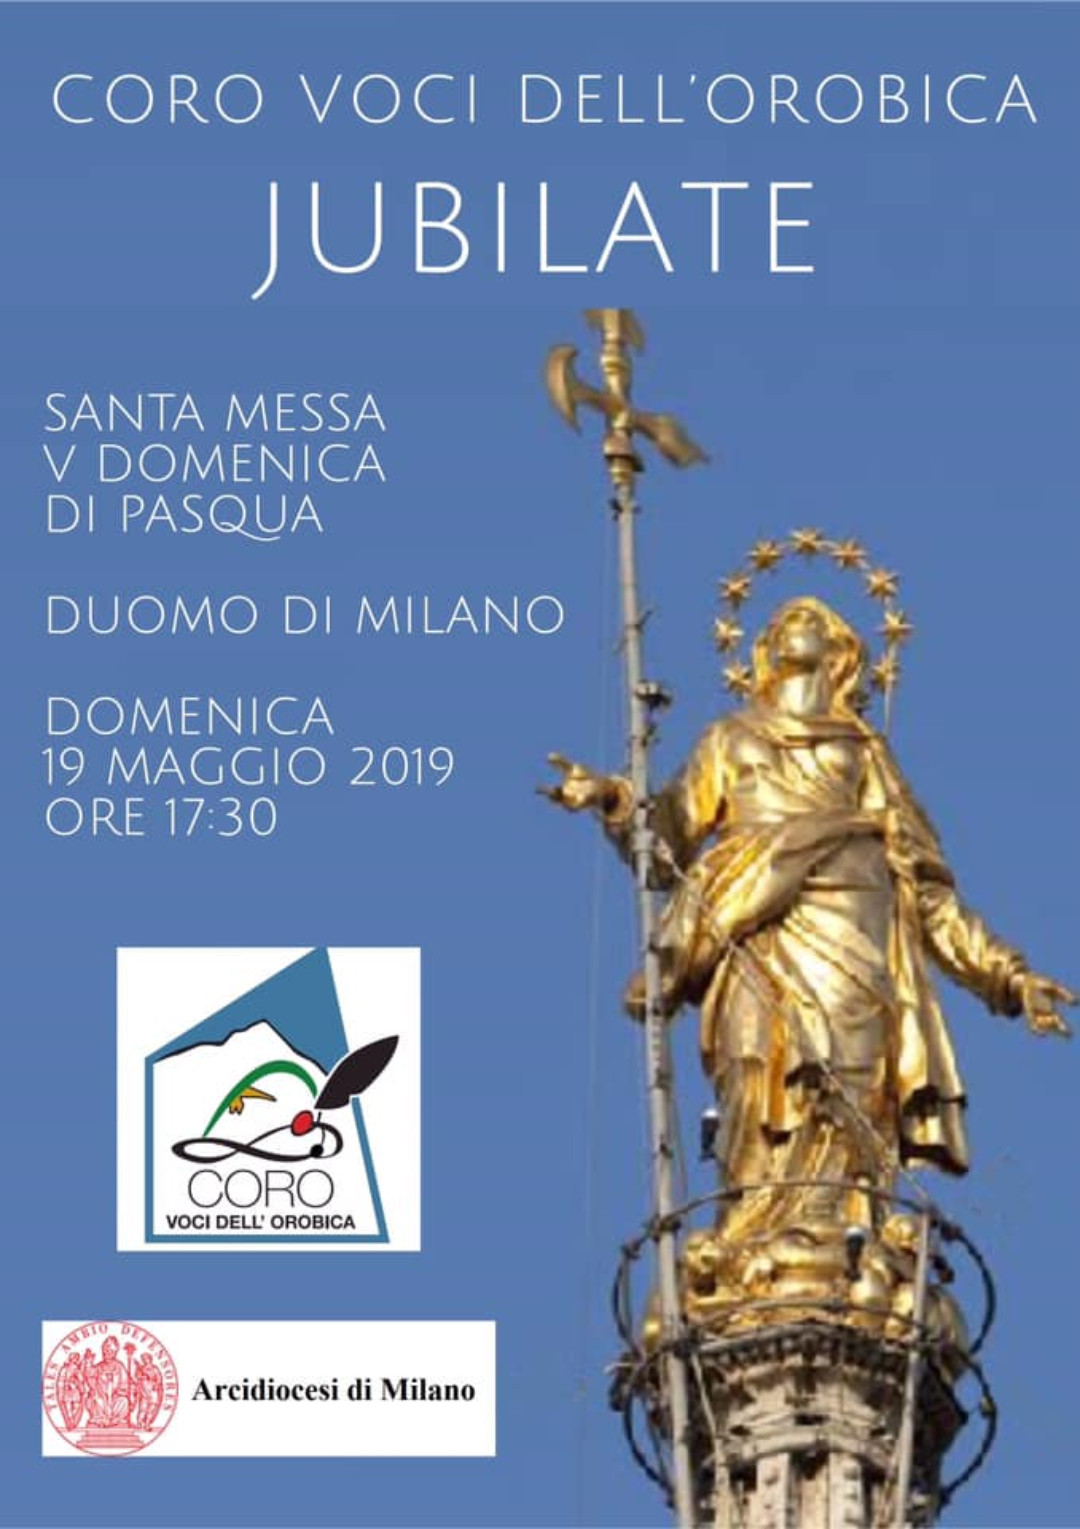 CORO VOCI DELL'OROBICA
JUBILATE
SANTA MESSA
V DOMENICA
DI PASQUA
DUOMO DI MILANO
DOMENICA
19 MAGGIO 2019
ORE 17:30
CORO
VOCI DELL' OROBICA
TALES AMBIO DEFENSORES
Arcidiocesi di Milano